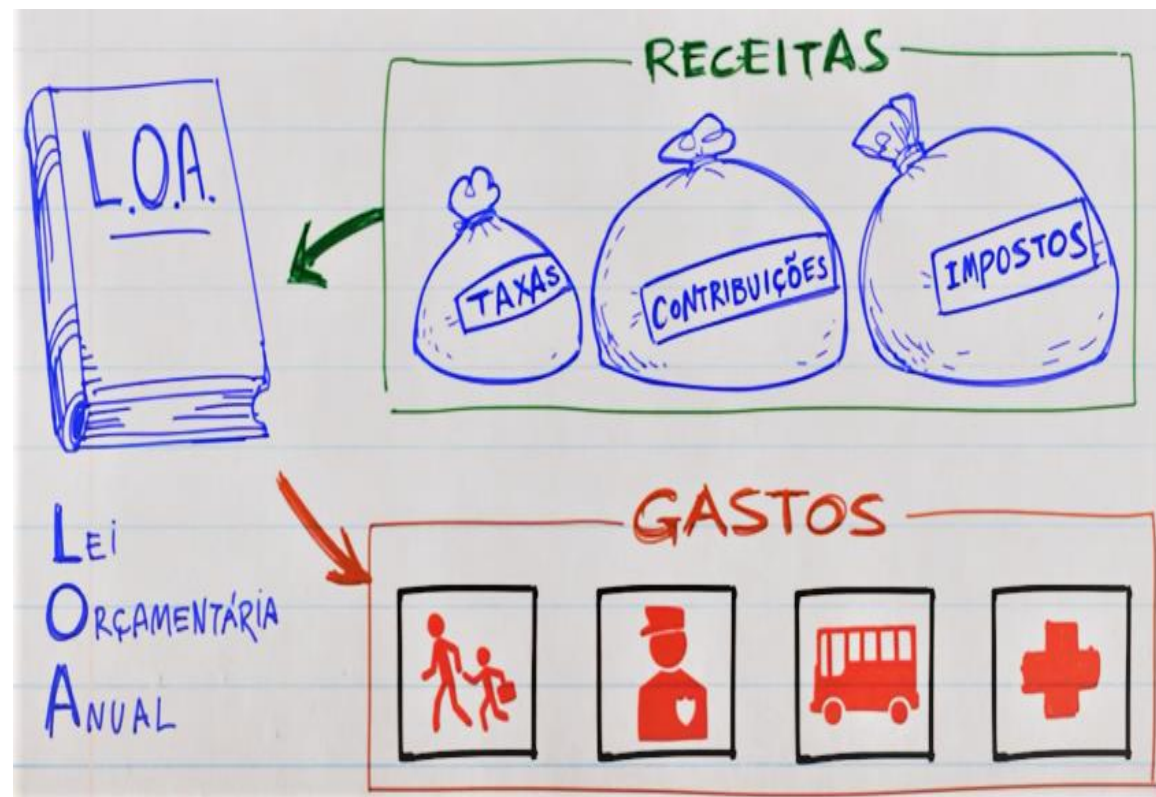 L.O.A.
RECEITAS
TAXAS
CONTRIBUIÇÕES
IMPOSTOS
LEI
ORÇAMENTÁRIA
ANUAL
GASTOS